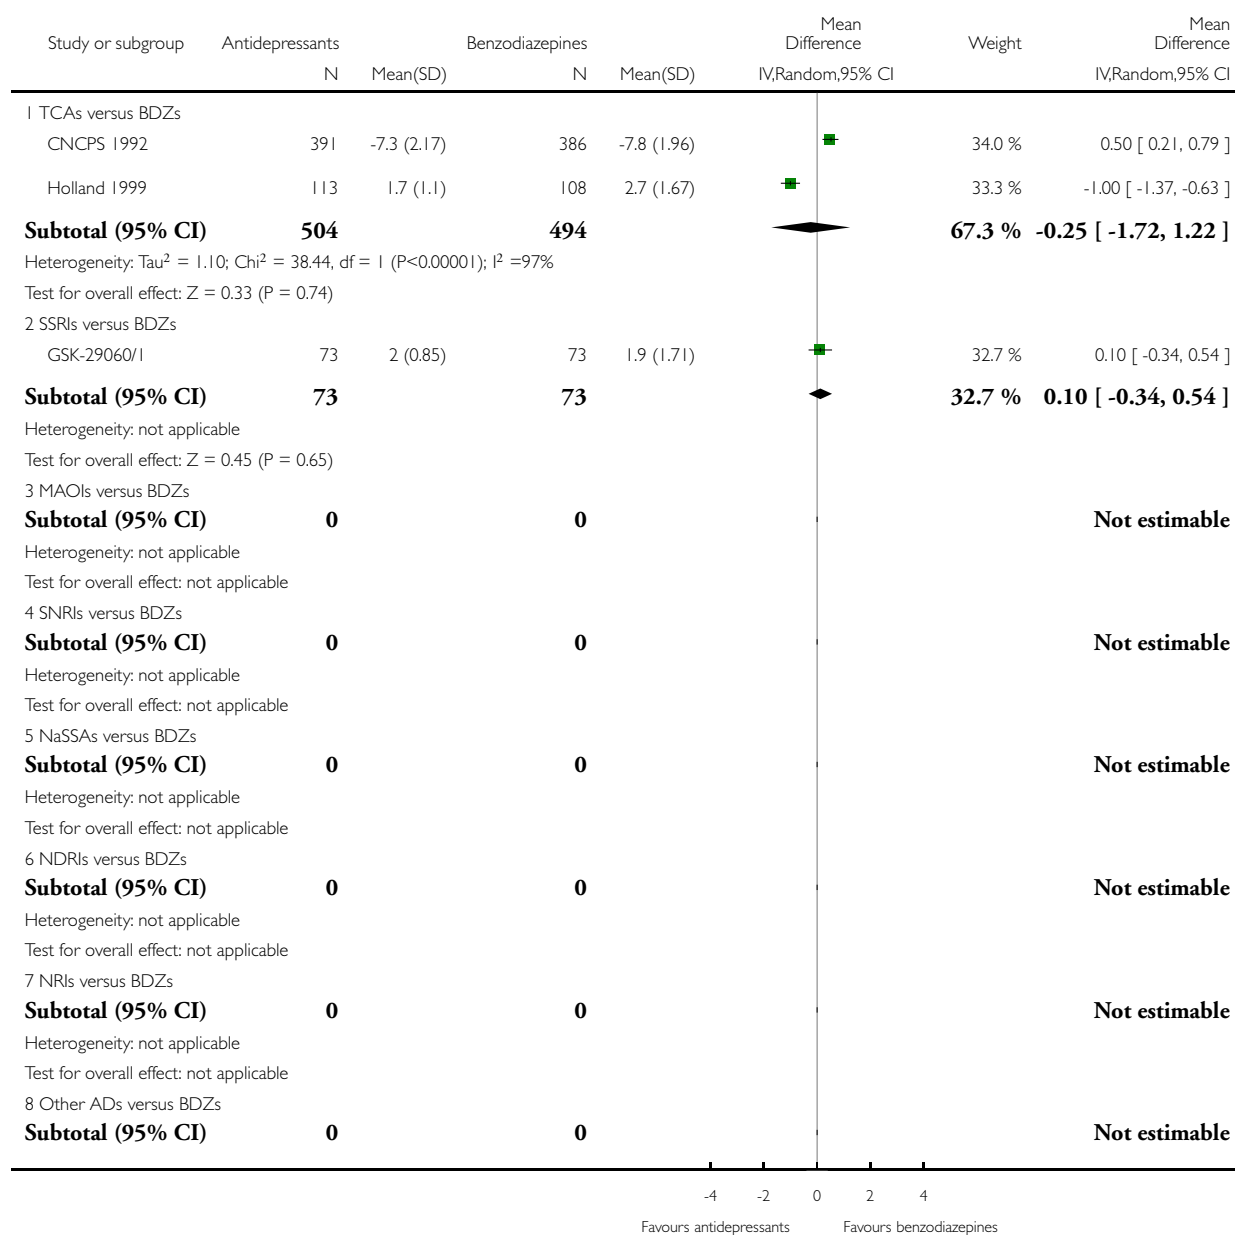 Mean Mean
Study or subgroup Antidepressants Benzodiazepines Difference Weight Difference
N Mean(SD) N Mean(SD) IV,Random,95% CI IV,Random,95% CI
1 TCAs versus BDZs
CNCPS 1992 391 -7.3 (2.17) 386 -7.8 (1.96) 34.0 % 0.50 [ 0.21, 0.79 ]
Holland 1999 113 1.7 (1.1) 108 2.7 (1.67) 33.3 % -1.00 [ -1.37, -0.63 ]
Subtotal (95% CI) 504 494 67.3 % -0.25 [ -1.72, 1.22 ]
Heterogeneity: Tau² = 1.10; Chi² = 38.44, df = 1 (P<0.00001); I² =97%
Test for overall effect: Z = 0.33 (P = 0.74)
2 SSRIs versus BDZs
GSK-29060/1 73 2 (0.85) 73 1.9 (1.71) 32.7 % 0.10 [ -0.34, 0.54 ]
Subtotal (95% CI) 73 73 32.7 % 0.10 [ -0.34, 0.54 ]
Heterogeneity: not applicable
Test for overall effect: Z = 0.45 (P = 0.65)
3 MAOIs versus BDZs
Subtotal (95% CI) 0 0 Not estimable
Heterogeneity: not applicable
Test for overall effect: not applicable
4 SNRIs versus BDZs
Subtotal (95% CI) 0 0 Not estimable
Heterogeneity: not applicable
Test for overall effect: not applicable
5 NaSSAs versus BDZs
Subtotal (95% CI) 0 0 Not estimable
Heterogeneity: not applicable
Test for overall effect: not applicable
6 NDRIs versus BDZs
Subtotal (95% CI) 0 0 Not estimable
Heterogeneity: not applicable
Test for overall effect: not applicable
7 NRIs versus BDZs
Subtotal (95% CI) 0 0 Not estimable
Heterogeneity: not applicable
Test for overall effect: not applicable
8 Other ADs versus BDZs
Subtotal (95% CI) 0 0 Not estimable
-4 -2 0 2 4
Favours antidepressants Favours benzodiazepines